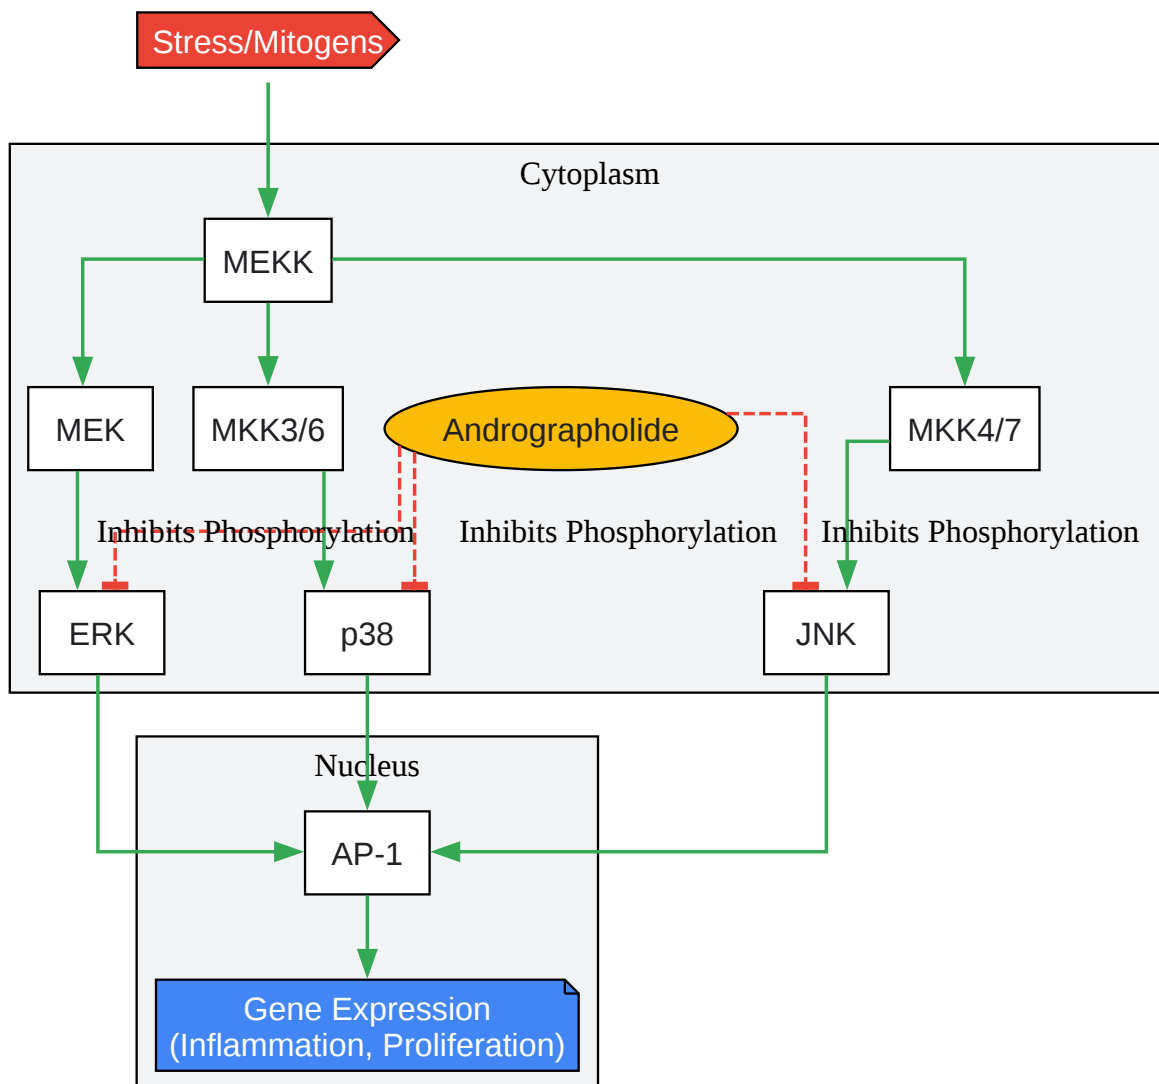 Stress/Mitogens
Cytoplasm
MEKK
MEK
MKK3/6
Andrographolide
MKK4/7
Inhibits Phosphorylation
Inhibits Phosphorylation
Inhibits Phosphorylation
ERK
p38
JNK
Nucleus
AP-1
Gene Expression
(Inflammation, Proliferation)